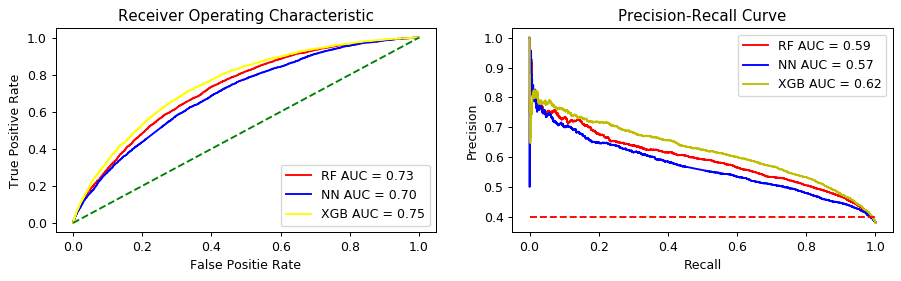 Receiver Operating Characteristic
True Positive Rate
1.0
0.8
0.6
0.4
0.2
0.0
RF AUC = 0.73
NN AUC = 0.70
XGB AUC = 0.75
0.0 0.2 0.4 0.6 0.8 1.0
False Positie Rate
Precision-Recall Curve
Precision
1.0
0.9
0.8
0.7
0.6
0.5
0.4
RF AUC = 0.59
NN AUC = 0.57
XGB AUC = 0.62
0.0 0.2 0.4 0.6 0.8 1.0
Recall